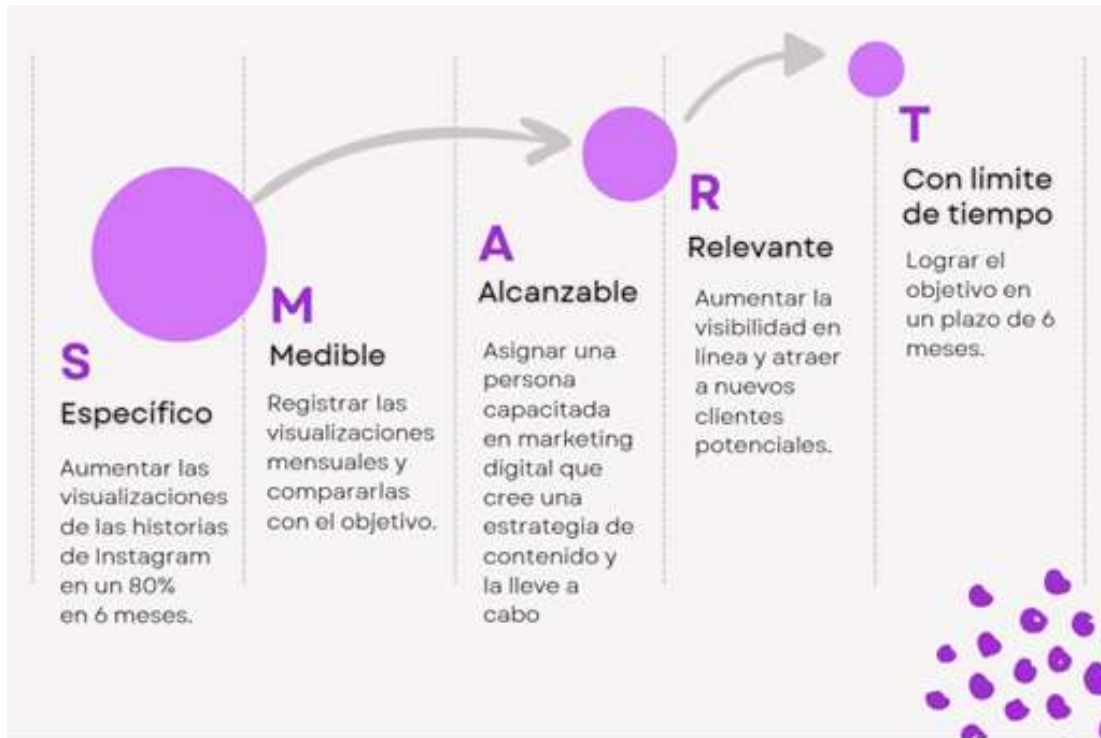 S
Específico
Aumentar las
visualizaciones
de las historias
de Instagram
en un 80%
en 6 meses.
M
Medible
Registrar las
visualizaciones
mensuales y
compararlas
con el objetivo.
A
Alcanzable
Asignar una
persona
capacitada
en marketing
digital que
cree una
estrategia de
contenido y
la lleve a
cabo
R
Relevante
Aumentar la
visibilidad en
línea y atraer
a nuevos
clientes
potenciales.
T
Con limite
de tiempo
Lograr el
objetivo en
un plazo de 6
meses.